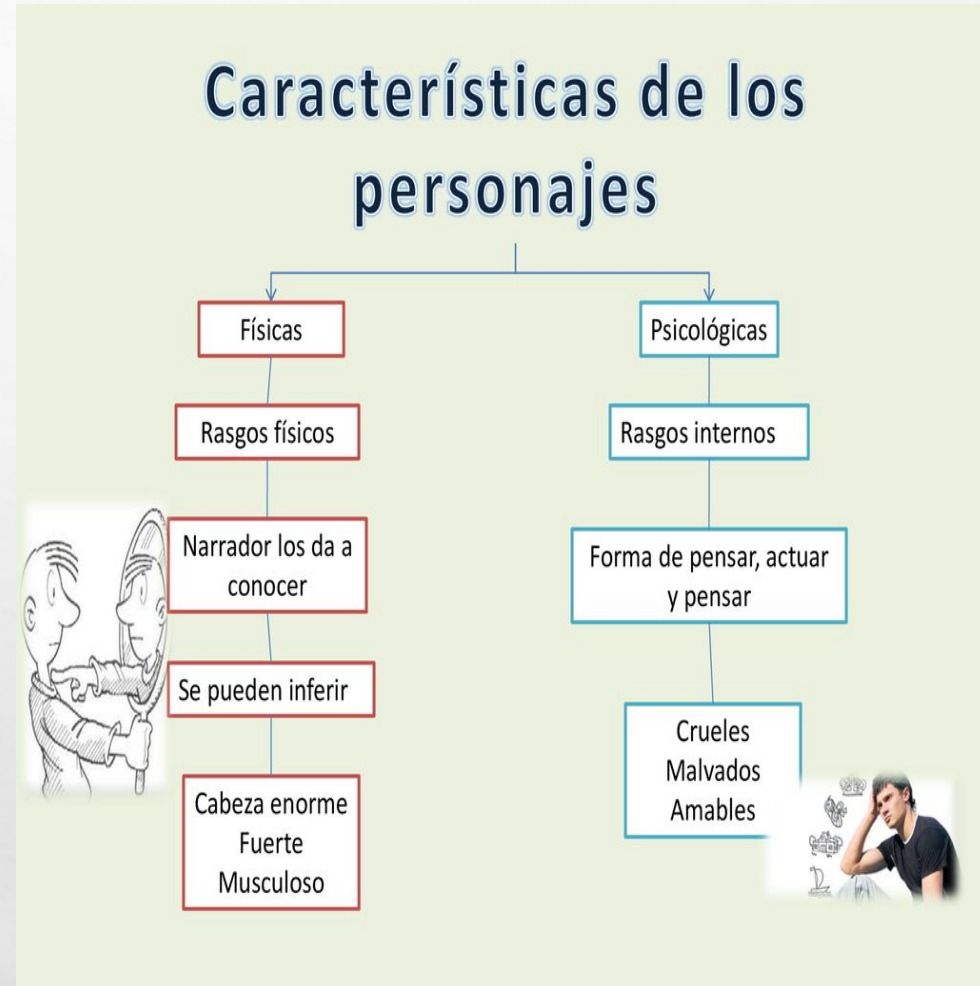 Características de los
personajes
Físicas
Rasgos físicos
Narrador los da a
conocer
Se pueden inferir
Cabeza enorme
Fuerte
Musculoso
Psicológicas
Rasgos internos
Forma de pensar, actuar
y pensar
Crueles
Malvados
Amables